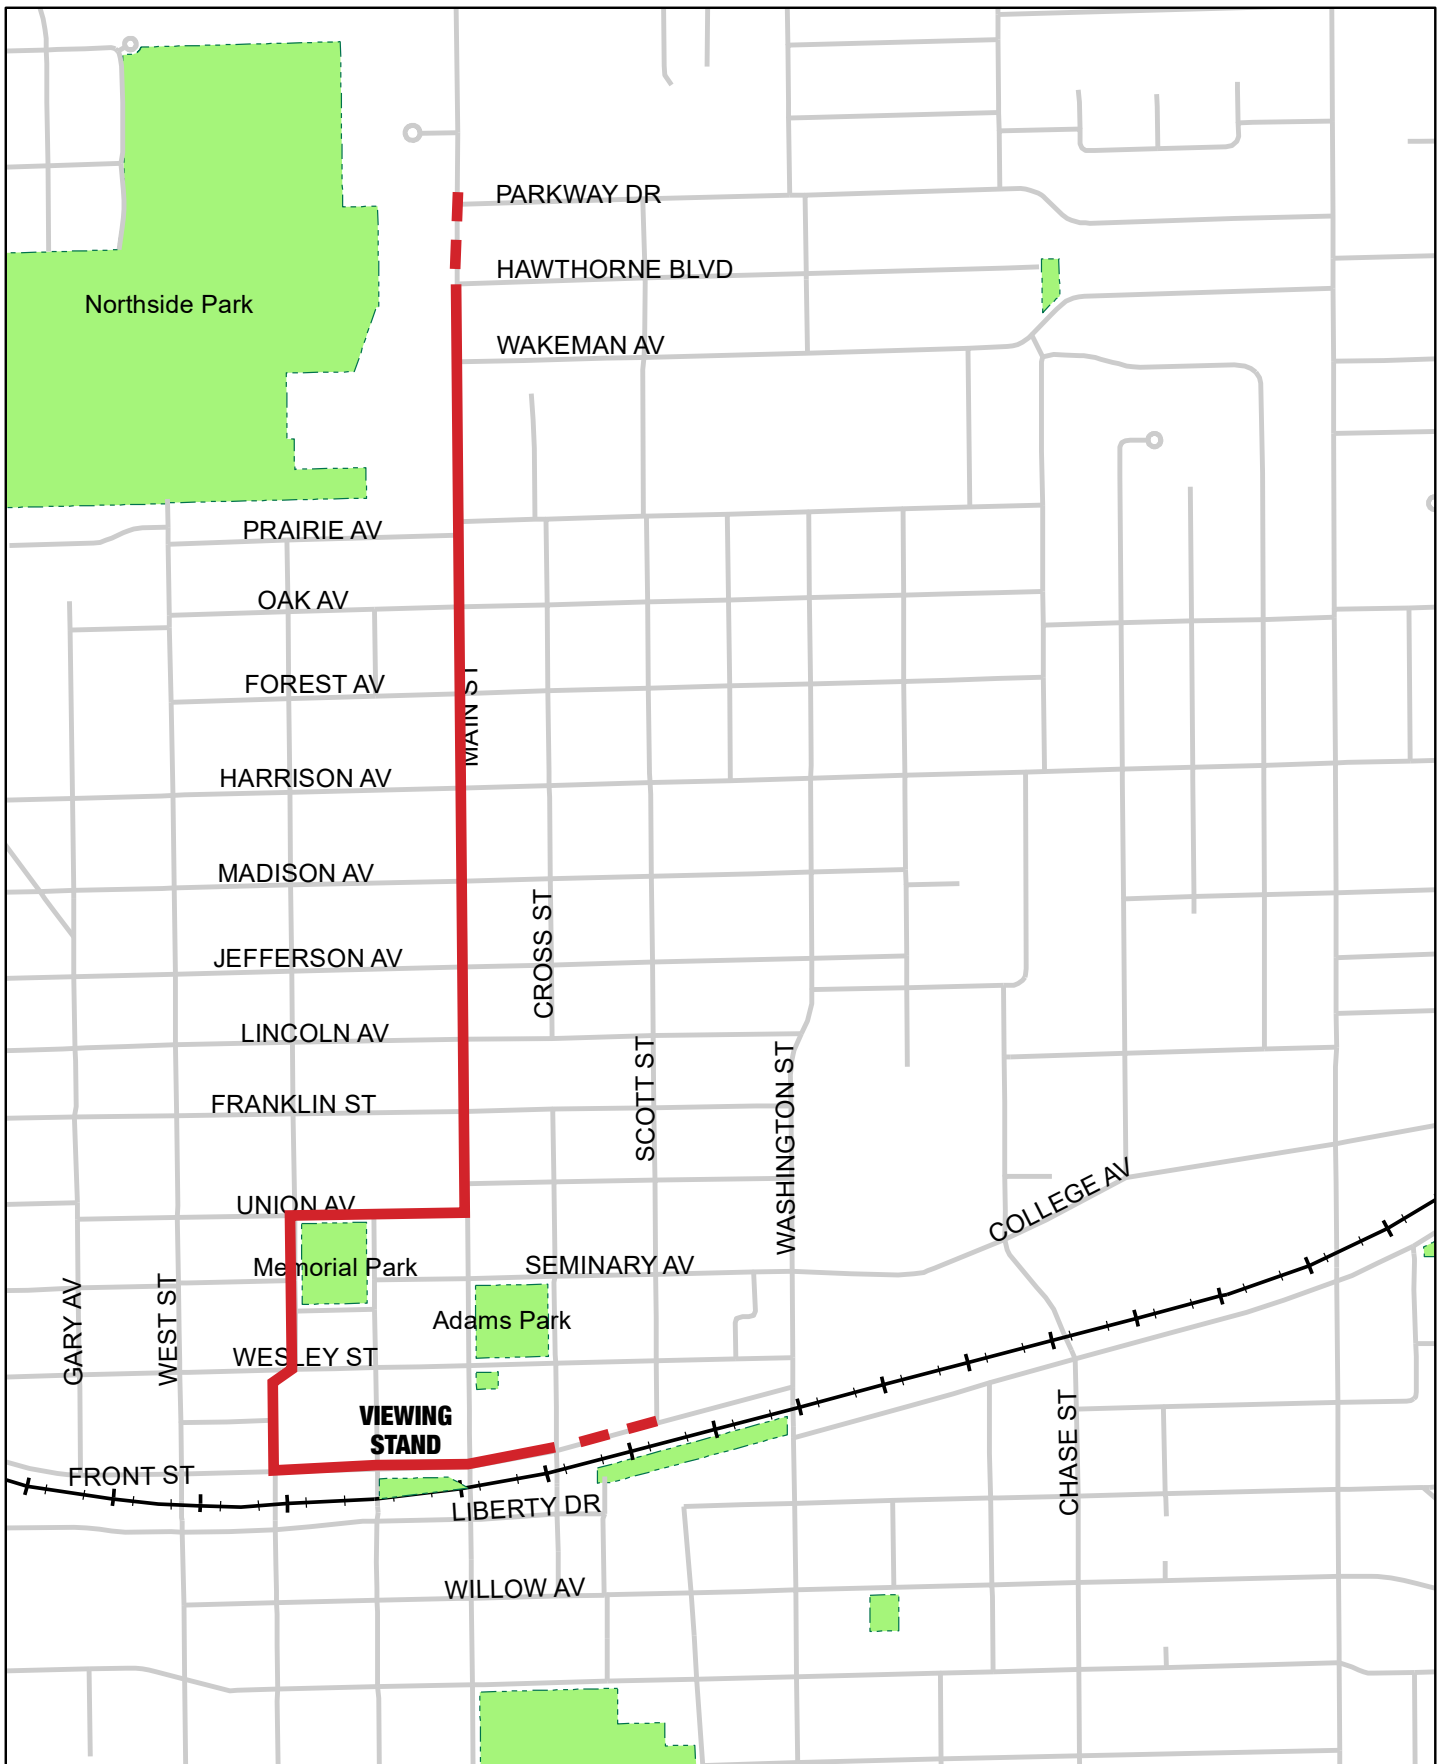 PARKWAY DR
HAWTHORNE BLVD
Northside Park
WAKEMAN AV
PRAIRIE AV
OAK AV
FOREST AV
MAIN ST
HARRISON AV
MADISON AV
CROSS ST
JEFFERSON AV
LINCOLN AV
SCOTT ST
WASHINGTON ST
FRANKLIN ST
COLLEGE AV
UNION AV
Memorial Park
SEMINARY AV
GARY AV
WEST ST
Adams Park
WESLEY ST
VIEWING
STAND
CHASE ST
FRONT ST
LIBERTY DR
WILLOW AV